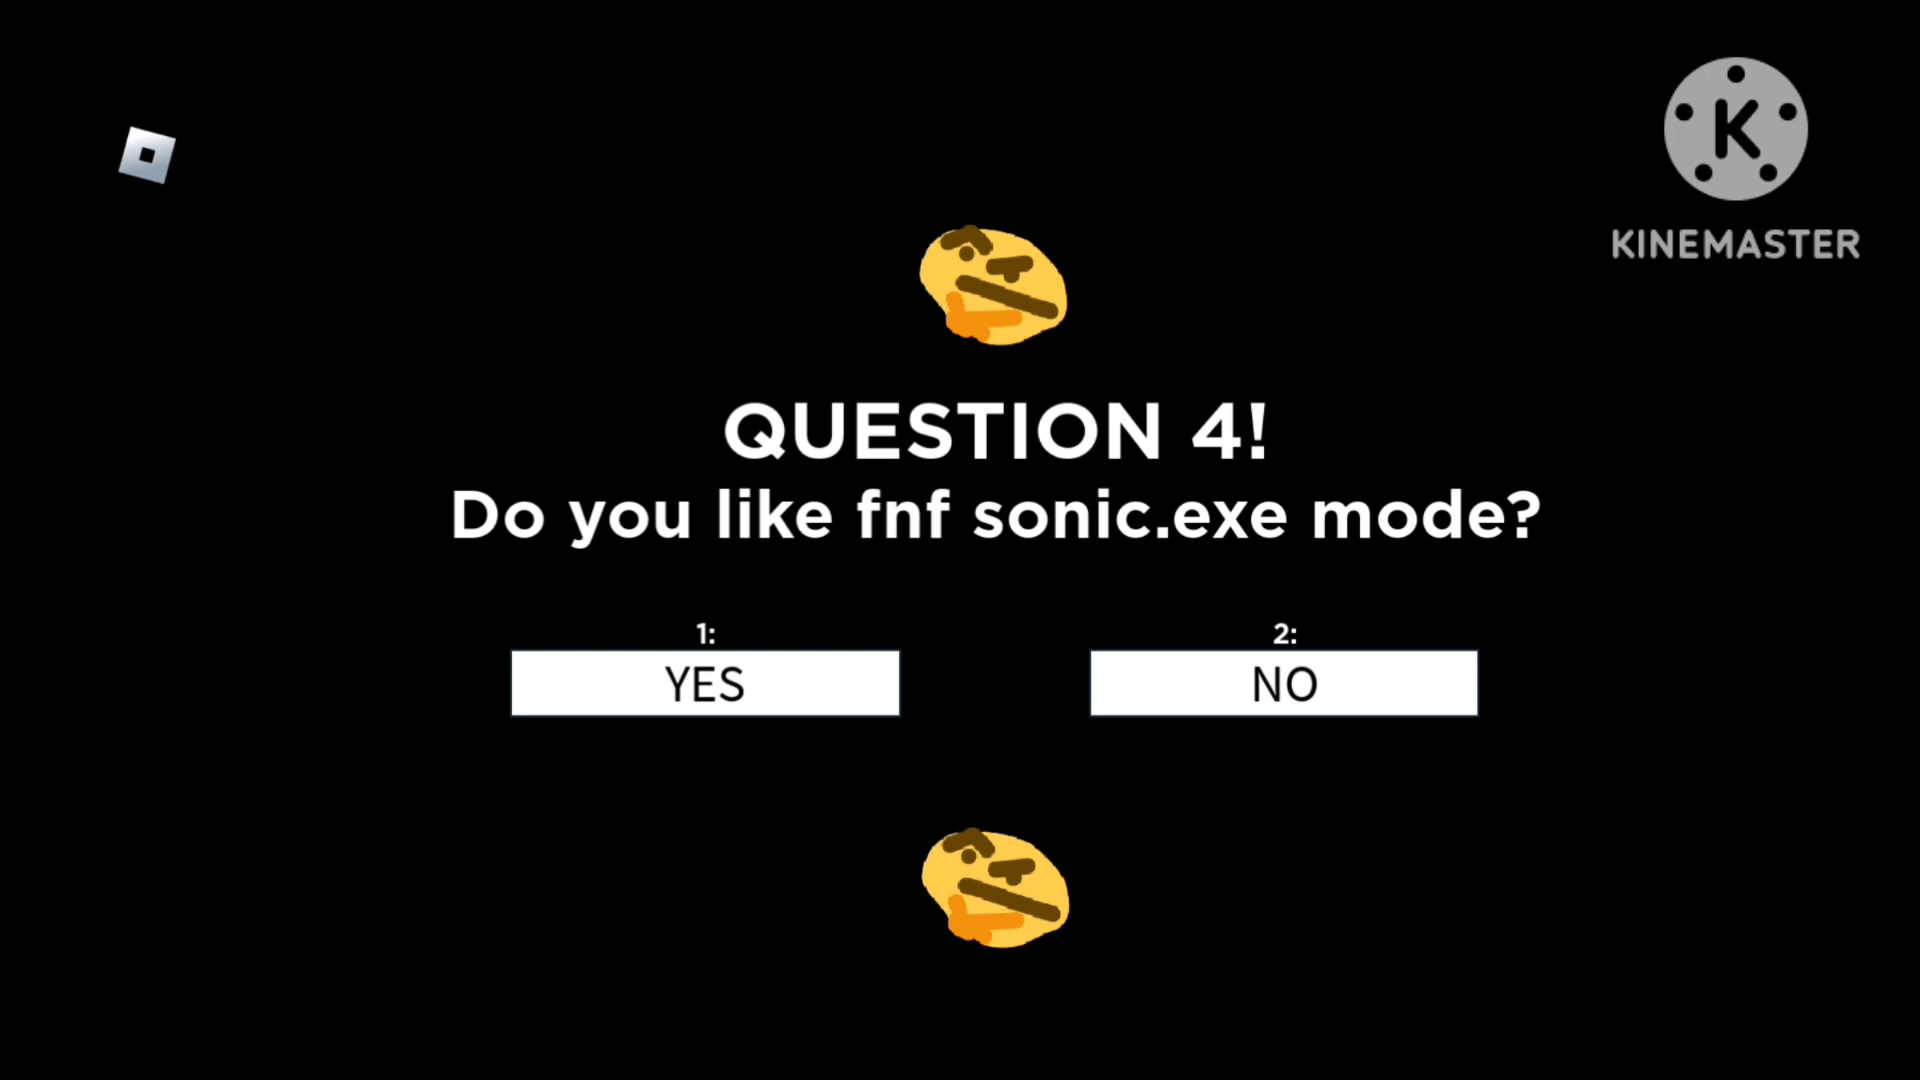 K
KINEMASTER
QUESTION 4!
Do you like fnf sonic.exe mode?
1:
2:
YES
NO